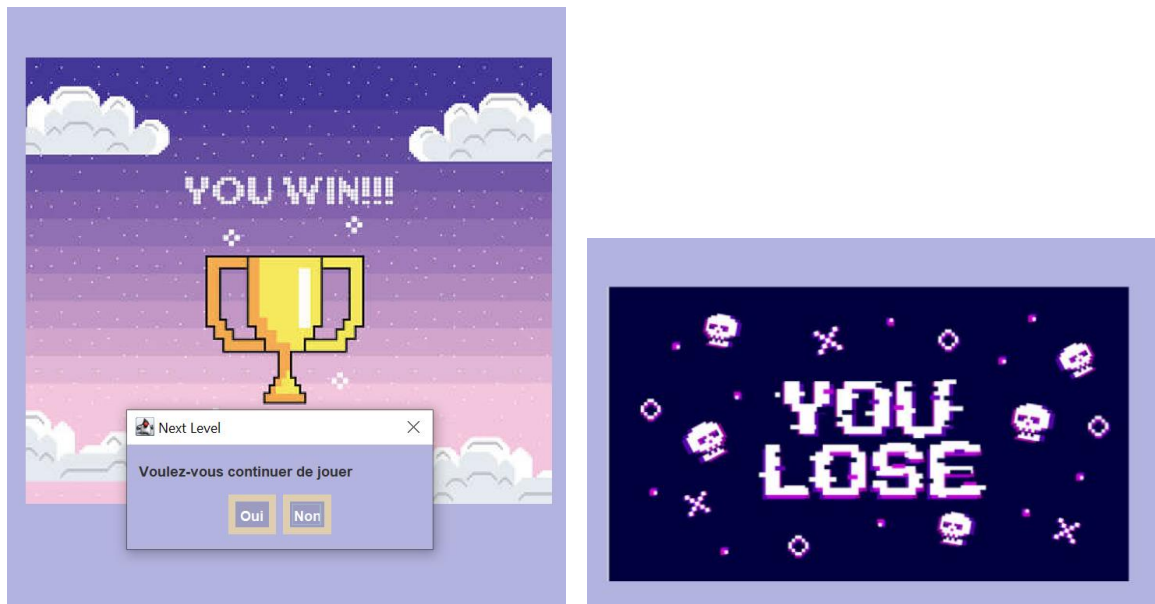 YOU WIN!!!
Next Level
Voulez-vous continuer de jouer
Oui Non
YOU
LOSE